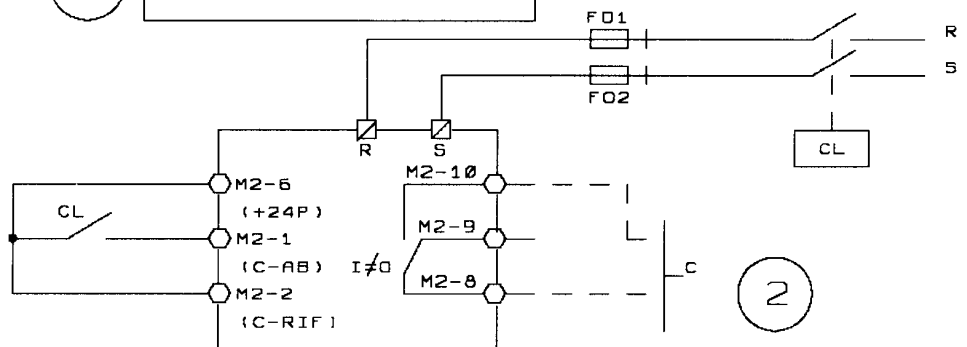 FO1
R
S
FO2
CL
R
S
M2-10
M2-6
(+24P)
CL
M2-9
M2-1
(C-AB)
I≠0
C
M2-8
M2-2
(C-RIF)
2